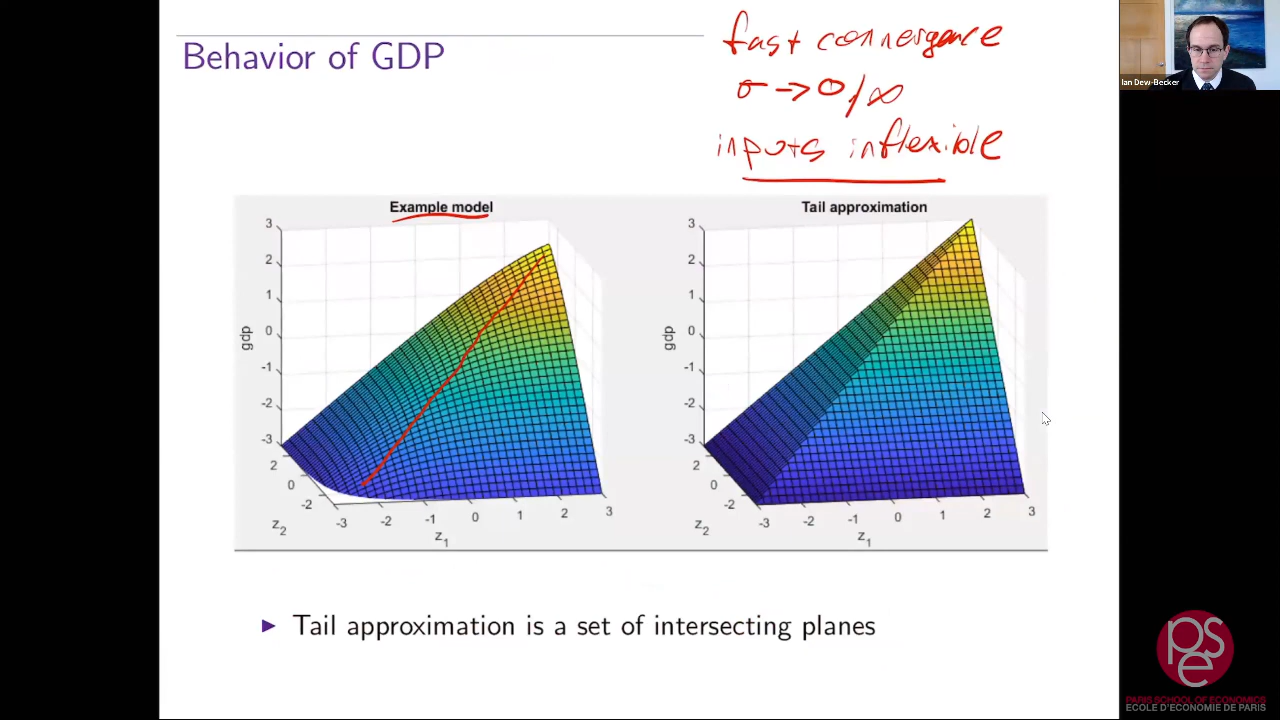 Behavior of GDP
fast convergence
σ → 0/∞
inputs inflexible
Ian Dew-Becker
Example model
3
2
1
0
-1
-2
-3
gdp
2
0
-2
z₂
-3
-2
-1
0
1
2
3
z₁
Tail approximation
3
2
1
0
-1
-2
-3
gdp
2
0
-2
z₂
-3
-2
-1
0
1
2
3
z₁
▶ Tail approximation is a set of intersecting planes
pse
PARIS SCHOOL OF ECONOMICS
ECOLE D'ECONOMIE DE PARIS